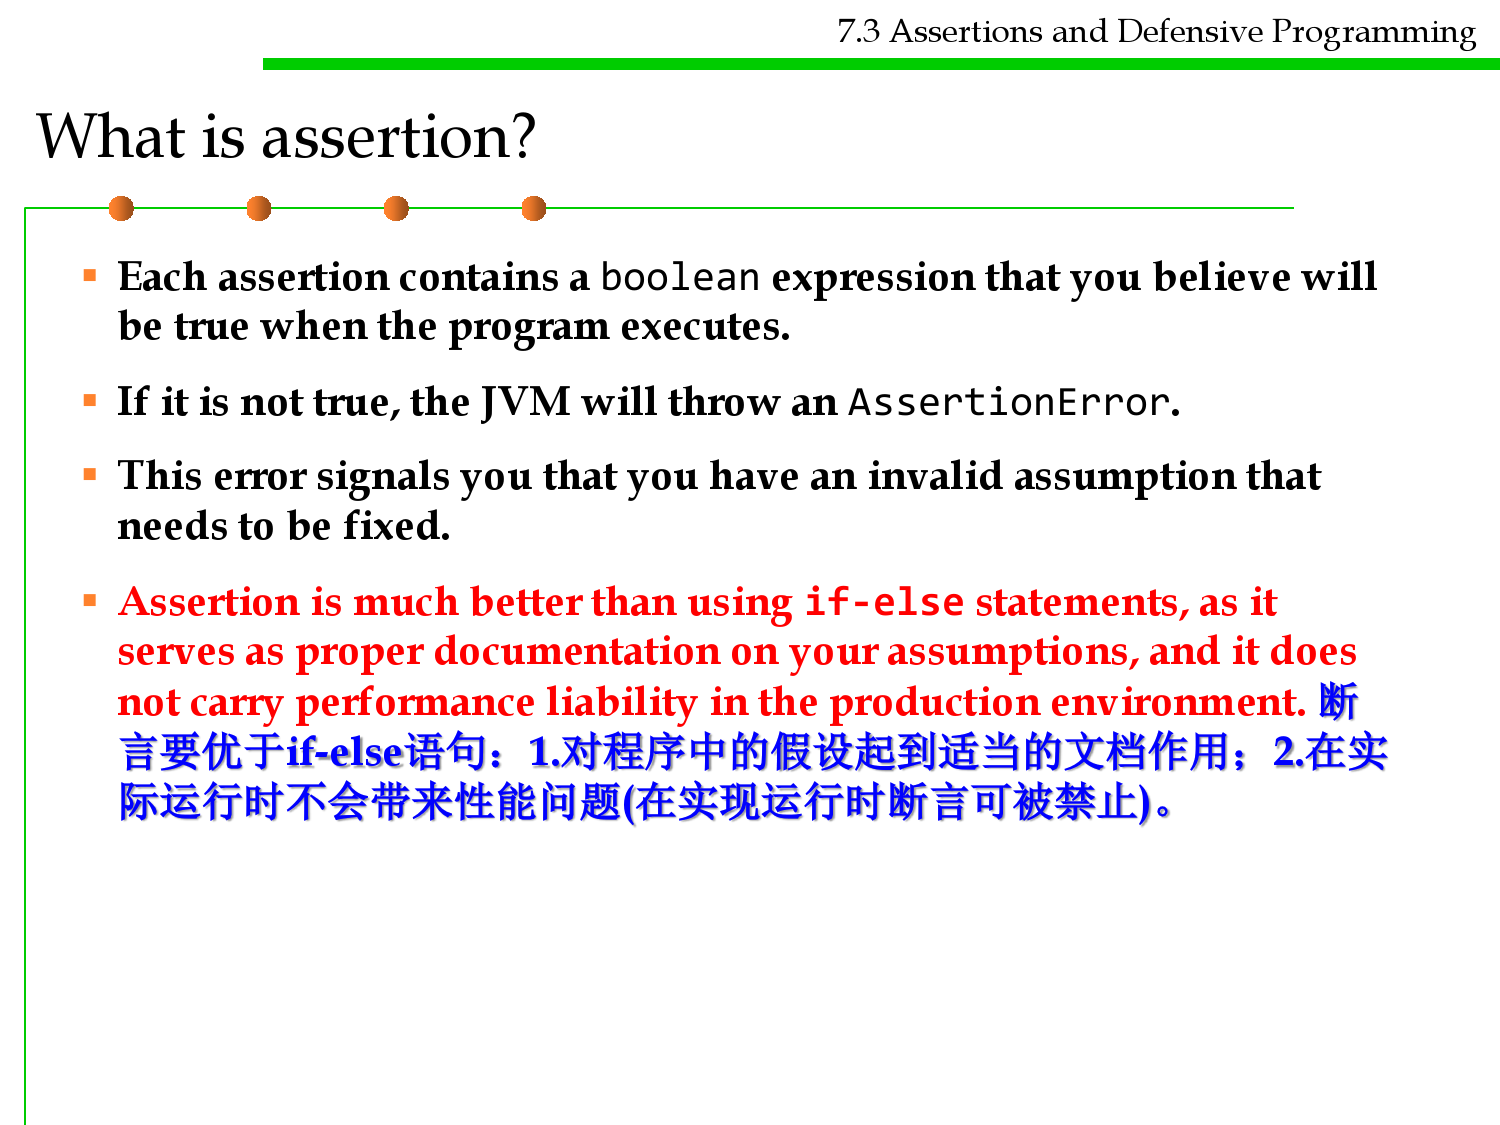 7.3 Assertions and Defensive Programming
What is assertion?
▪ Each assertion contains a boolean expression that you believe will
be true when the program executes.
▪ If it is not true, the JVM will throw an AssertionError.
▪ This error signals you that you have an invalid assumption that
needs to be fixed.
▪ Assertion is much better than using if-else statements, as it
serves as proper documentation on your assumptions, and it does
not carry performance liability in the production environment. 断
言要优于if-else语句：1.对程序中的假设起到适当的文档作用；2.在实
际运行时不会带来性能问题(在实现运行时断言可被禁止)。